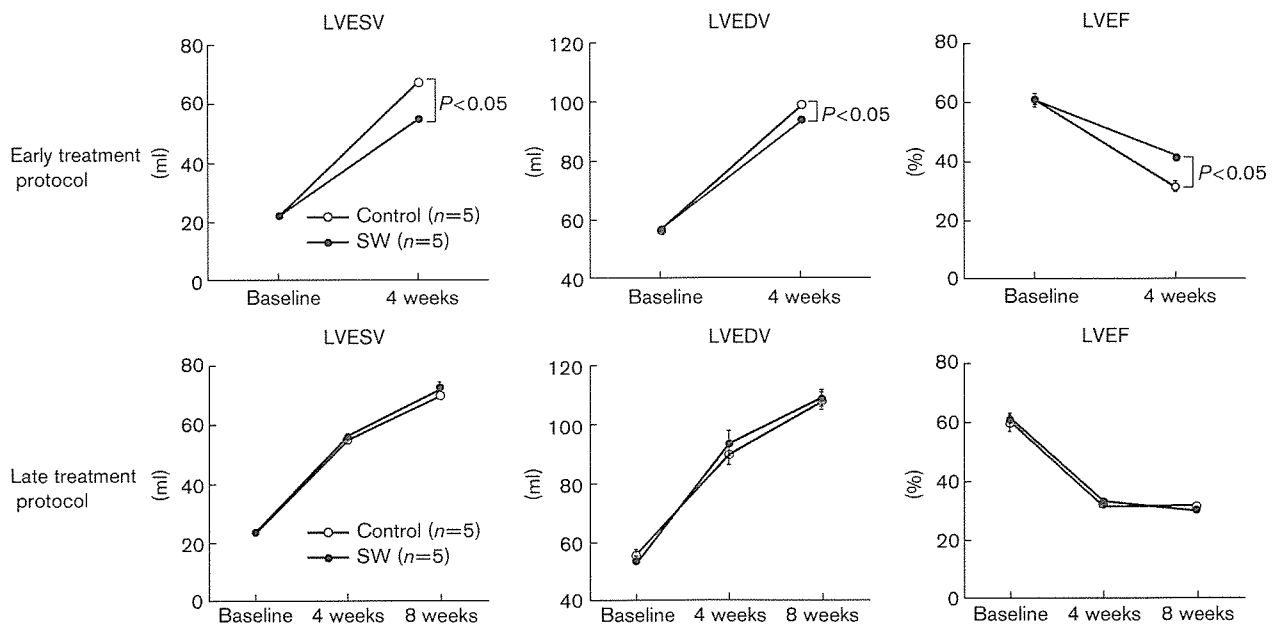 LVESV
80
60
40
20
0
(ml)
P<0.05
Control (n=5)
SW (n=5)
Baseline
4 weeks
LVEDV
120
100
80
60
40
(ml)
P<0.05
Baseline
4 weeks
LVEF
80
60
40
20
0
(%)
P<0.05
Baseline
4 weeks
Early treatment
protocol
LVESV
80
60
40
20
0
(ml)
Control (n=5)
SW (n=5)
Baseline
4 weeks
8 weeks
LVEDV
120
100
80
60
40
(ml)
Baseline
4 weeks
8 weeks
LVEF
80
60
40
20
0
(%)
Baseline
4 weeks
8 weeks
Late treatment
protocol